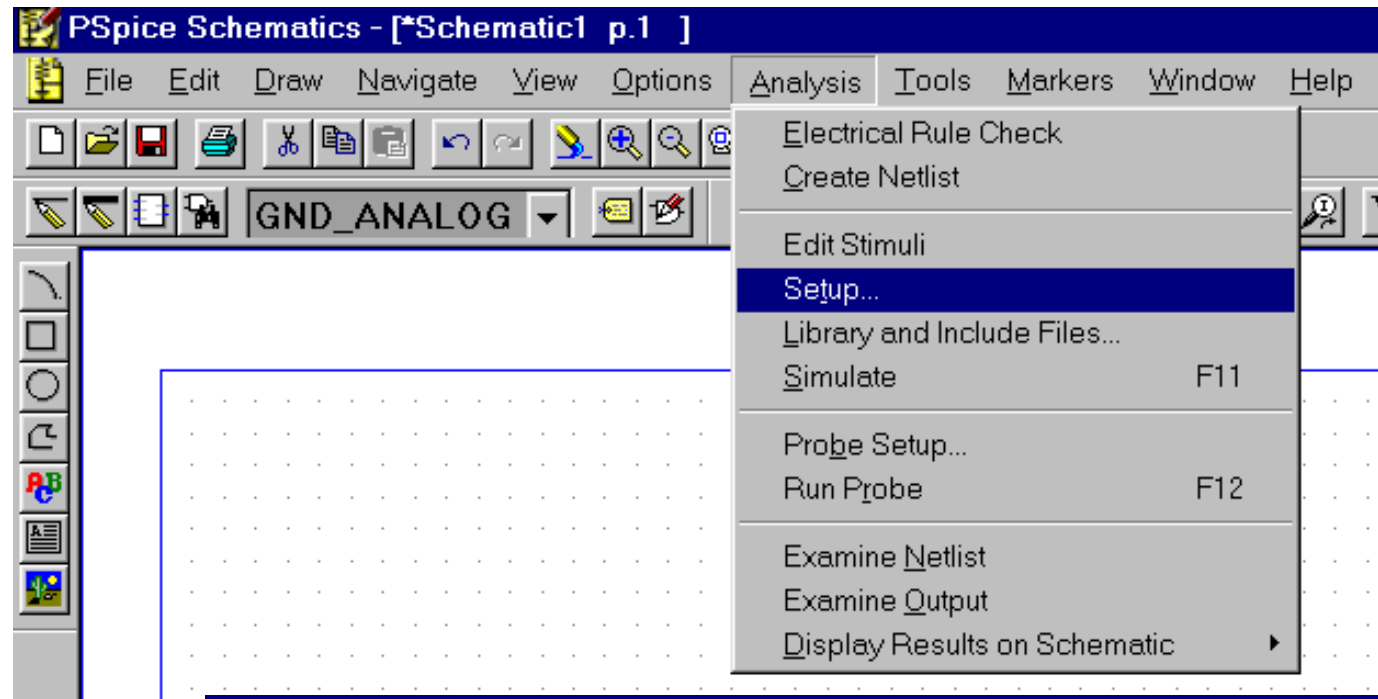 PSpice Schematics - [*Schematic1 p.1 ]
File Edit Draw Navigate View Options Analysis Tools Markers Window Help
Electrical Rule Check
Create Netlist
GND_ANALOG
Edit Stimuli
Setup...
Library and Include Files...
Simulate F11
Probe Setup...
Run Probe F12
Examine Netlist
Examine Output
Display Results on Schematic
ABC
A
I